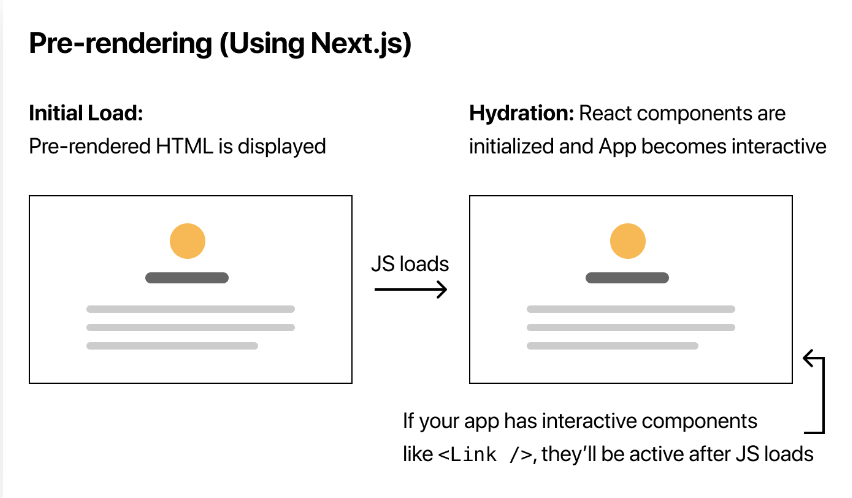 Pre-rendering (Using Next.js)
Initial Load:
Pre-rendered HTML is displayed
Hydration: React components are
initialized and App becomes interactive
JS loads
If your app has interactive components
like <Link />, they’ll be active after JS loads